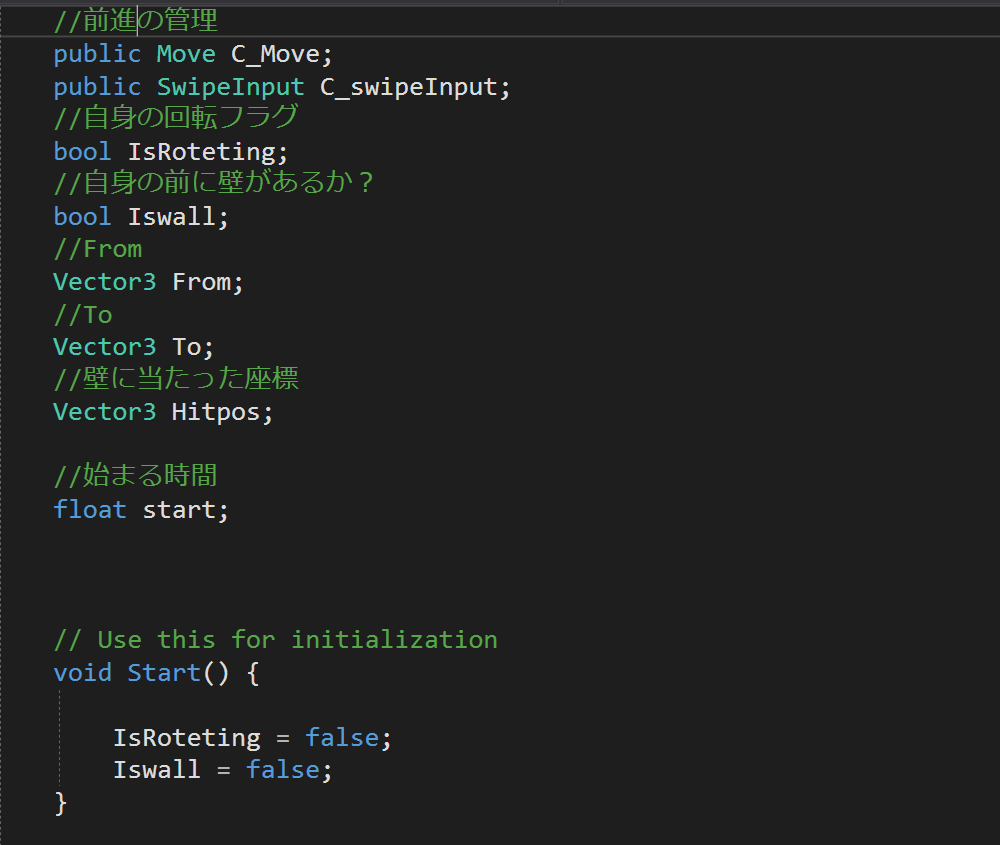 //前進の管理
public Move C_Move;
public SwipeInput C_swipeInput;
//自身の回転フラグ
bool IsRoteting;
//自身の前に壁があるか？
bool Iswall;
//From
Vector3 From;
//To
Vector3 To;
//壁に当たった座標
Vector3 Hitpos;
//始まる時間
float start;
// Use this for initialization
void Start() {
IsRoteting = false;
Iswall = false;
}